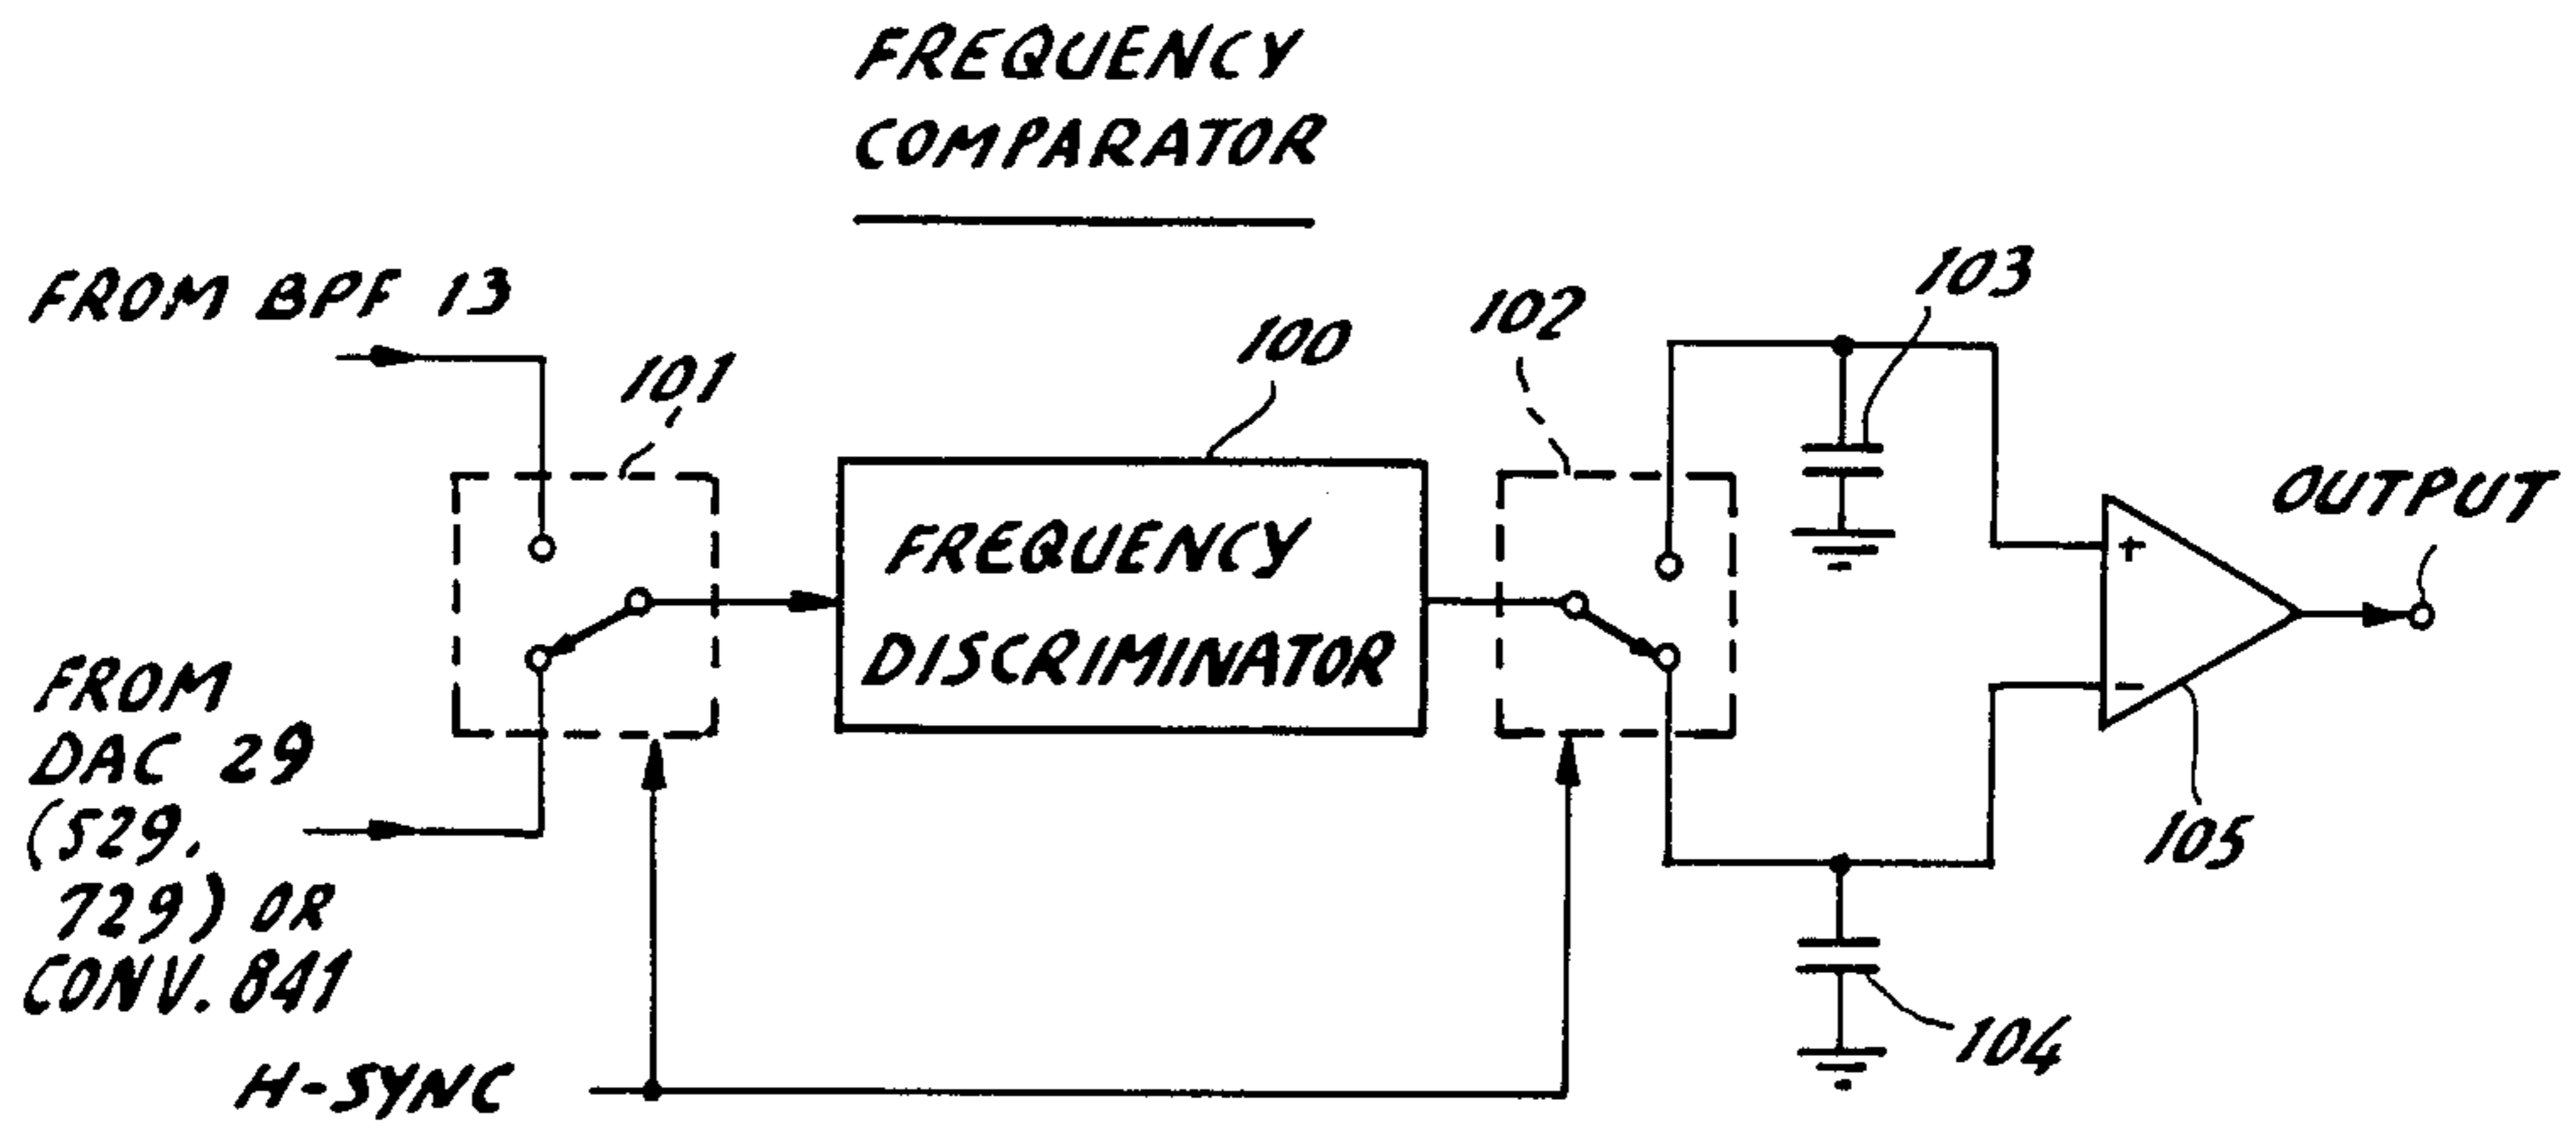 FREQUENCY
COMPARATOR
FROM BPF 13
101
100
102
103
FREQUENCY
DISCRIMINATOR
+
-
OUTPUT
105
FROM
DAC 29
(529.
729) OR
CONV. 841
104
H-SYNC